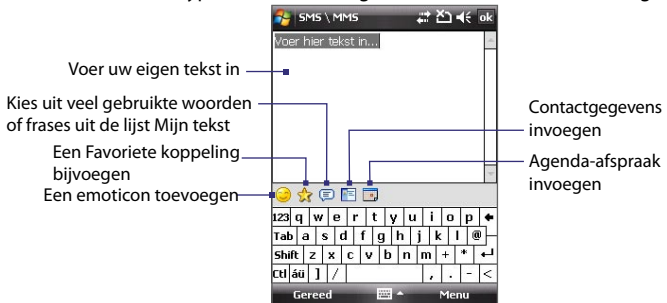 SMS \ MMS
ok
Voer hier tekst in...
Voer uw eigen tekst in
Kies uit veel gebruikte woorden
of frases uit de lijst Mijn tekst
Een Favoriete koppeling
bijvoegen
Een emoticon toevoegen
Contactgegevens
invoegen
Agenda-afspraak
invoegen
123 q w e r t y u i o p
Tab a s d f g h j k l @
Shift z x c v b n m + *
Ctl áü ] / , . - <
Gereed Menu